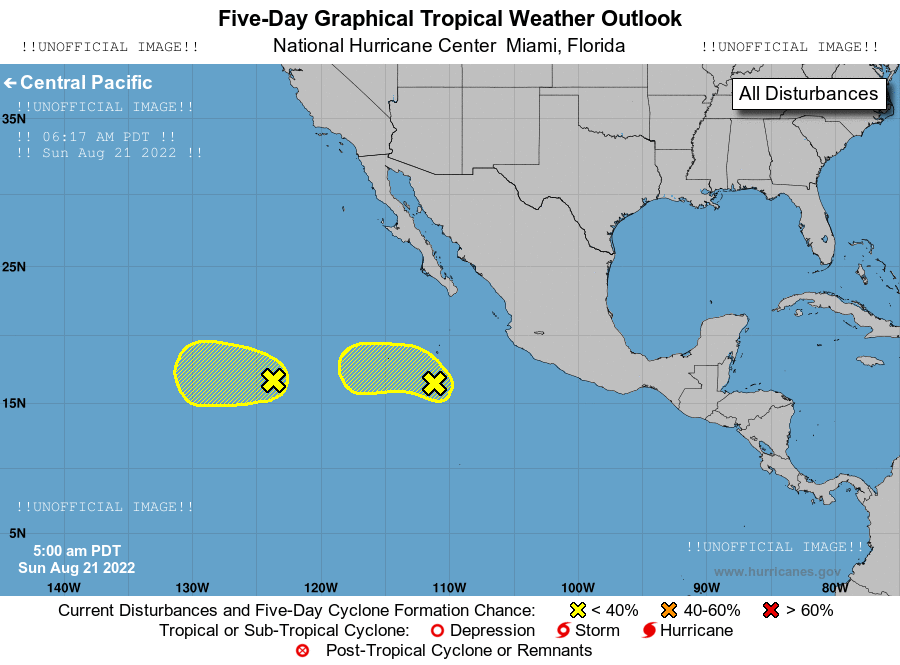 Five-Day Graphical Tropical Weather Outlook
!!UNOFFICIAL IMAGE!! National Hurricane Center Miami, Florida !!UNOFFICIAL IMAGE!!
← Central Pacific
All Disturbances
!!UNOFFICIAL IMAGE!!
35N
!! 06:17 AM PDT !!
!! Sun Aug 21 2022 !!
25N
15N
!!UNOFFICIAL IMAGE!!
5N
5:00 am PDT
!!UNOFFICIAL IMAGE!!
Sun Aug 21 2022
www.hurricanes.gov
140W 130W 120W 110W 100W 90W 80W
Current Disturbances and Five-Day Cyclone Formation Chance: < 40% 40-60% > 60%
Tropical or Sub-Tropical Cyclone: Depression Storm Hurricane
Post-Tropical Cyclone or Remnants